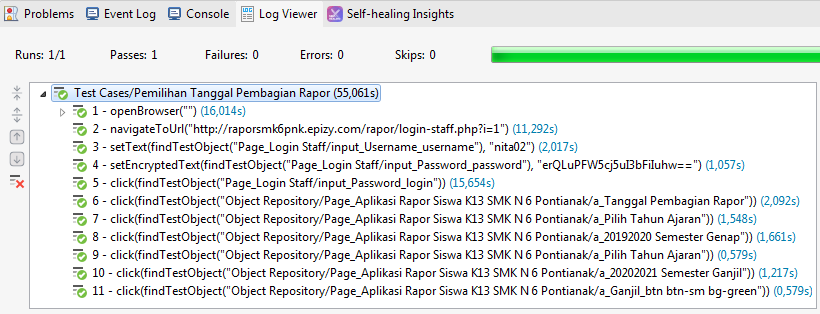 Problems Event Log Console Log Viewer Self-healing Insights
Runs: 1/1 Passes: 1 Failures: 0 Errors: 0 Skips: 0
Test Cases/Pemilihan Tanggal Pembagian Rapor (55,061s)
1 - openBrowser("") (16,014s)
2 - navigateToUrl("http://raporsmk6pnk.epizy.com/rapor/login-staff.php?i=1") (11,292s)
3 - setText(findTestObject("Page_Login Staff/input_Username_username"), "nita02") (2,017s)
4 - setEncryptedText(findTestObject("Page_Login Staff/input_Password_password"), "erQLuPFW5cj5uI3bFiIuhw==") (1,057s)
5 - click(findTestObject("Page_Login Staff/input_Password_login")) (15,654s)
6 - click(findTestObject("Object Repository/Page_Aplikasi Rapor Siswa K13 SMK N 6 Pontianak/a_Tanggal Pembagian Rapor")) (2,092s)
7 - click(findTestObject("Object Repository/Page_Aplikasi Rapor Siswa K13 SMK N 6 Pontianak/a_Pilih Tahun Ajaran")) (1,548s)
8 - click(findTestObject("Object Repository/Page_Aplikasi Rapor Siswa K13 SMK N 6 Pontianak/a_20192020 Semester Genap")) (1,661s)
9 - click(findTestObject("Object Repository/Page_Aplikasi Rapor Siswa K13 SMK N 6 Pontianak/a_Pilih Tahun Ajaran")) (0,579s)
10 - click(findTestObject("Object Repository/Page_Aplikasi Rapor Siswa K13 SMK N 6 Pontianak/a_20202021 Semester Ganjil")) (1,217s)
11 - click(findTestObject("Object Repository/Page_Aplikasi Rapor Siswa K13 SMK N 6 Pontianak/a_Ganjil_btn btn-sm bg-green")) (0,579s)